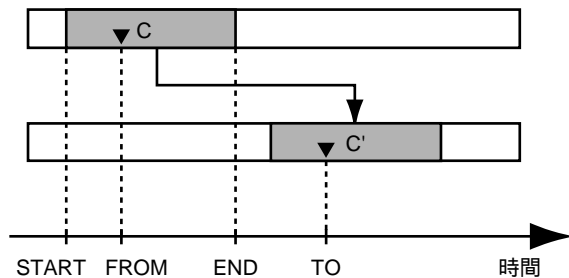 C
C'
START FROM END TO 時間